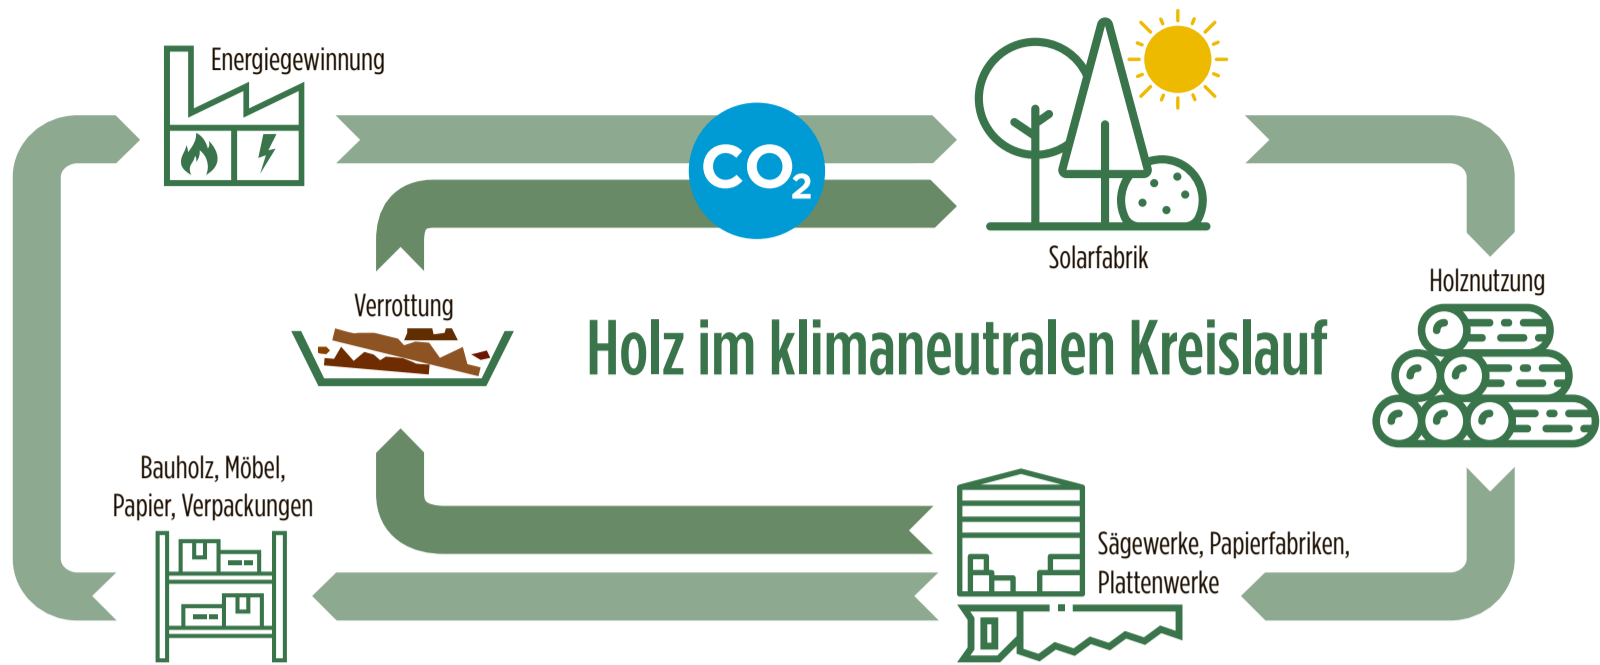 Energiegewinnung
CO₂
Solarfabrik
Holznutzung
Verrottung
Holz im klimaneutralen Kreislauf
Bauholz, Möbel,
Papier, Verpackungen
Sägewerke, Papierfabriken,
Plattenwerke